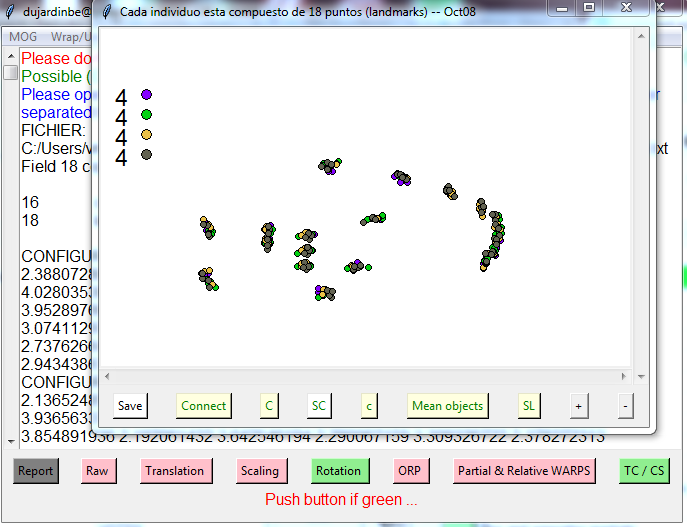 dujardinbe@
Cada individuo esta compuesto de 18 puntos (landmarks) -- Oct08
MOG Wrap/U
Please do
Possible (
Please op
separated
FICHIER:
C:/Users/v
xt
Field 18 c
16
18
CONFIGU
2.3880728
4.0280353
3.9528976
3.0741129
2.7376266
2.9434386
CONFIGU
2.1365248
3.9365633
3.854891936 2.192061432 3.642546194 2.290067159 3.309326722 2.378272313
4
4
4
4
Save Connect C SC c Mean objects SL + -
Report Raw Translation Scaling Rotation ORP Partial & Relative WARPS TC / CS
Push button if green ...